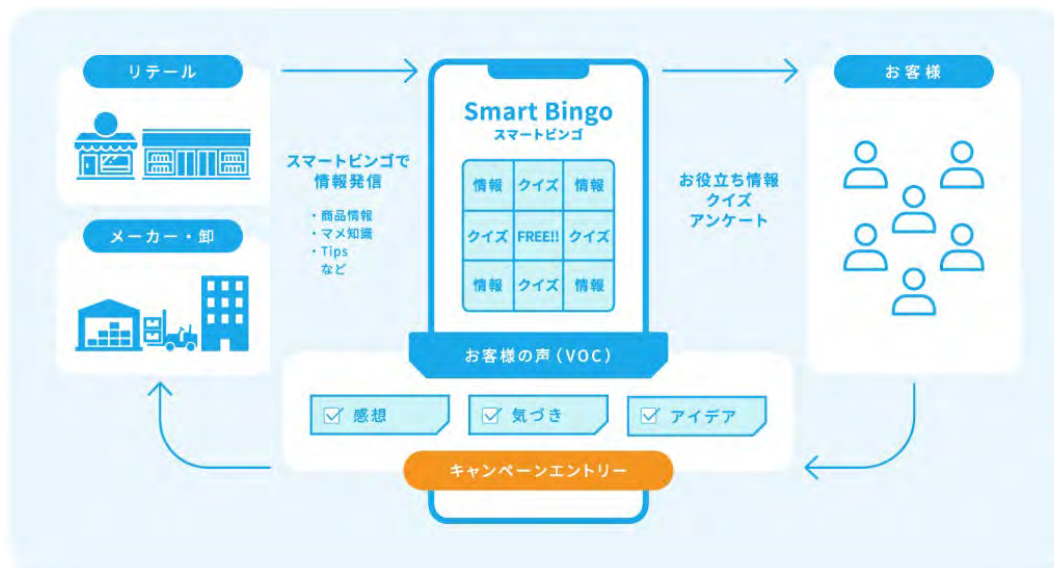 リテール
メーカー・卸
スマートビンゴで
情報発信
・商品情報
・マメ知識
・Tips
など
Smart Bingo
スマートビンゴ
情報 クイズ 情報
クイズ FREE!! クイズ
情報 クイズ 情報
お役立ち情報
クイズ
アンケート
お客様
お客様の声（VOC）
感想 気づき アイデア
キャンペーンエントリー